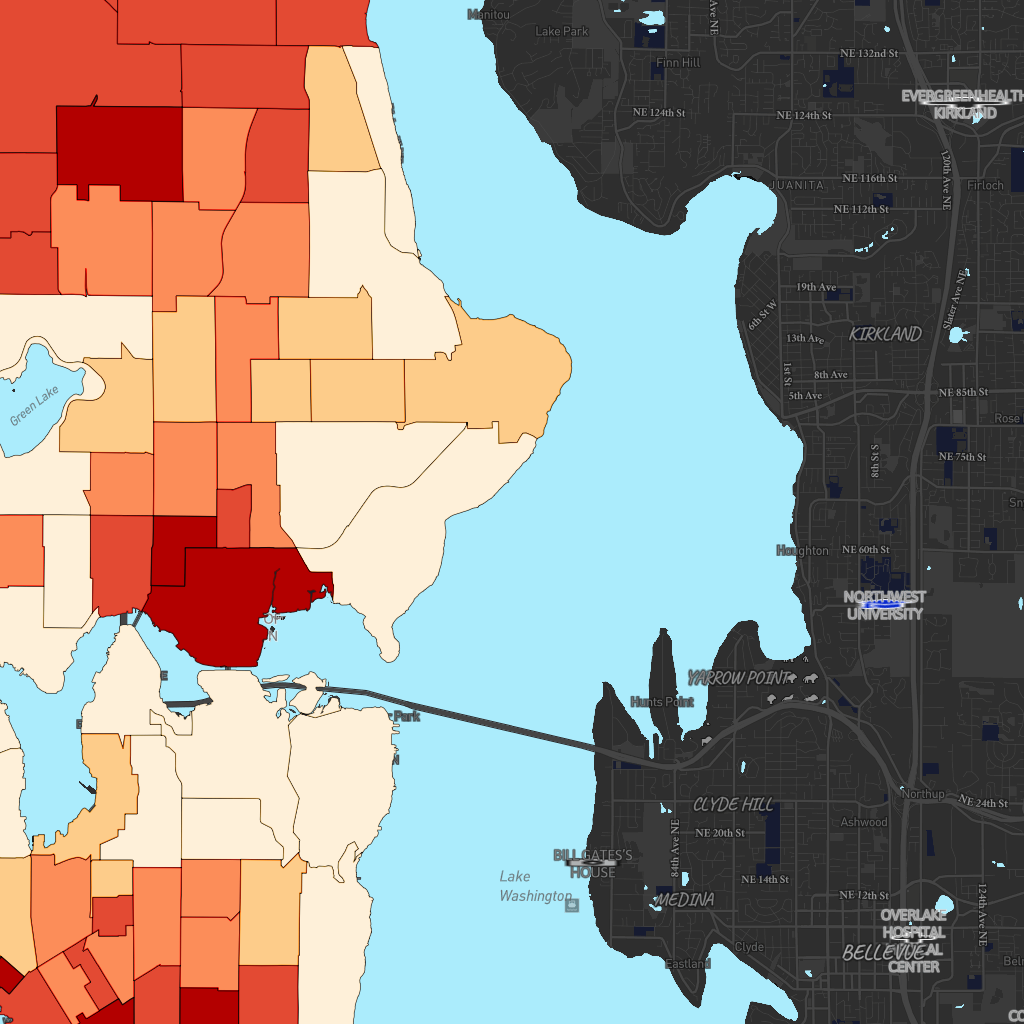 Manitou
Ave NE
Lake Park
NE 132nd St
Finn Hill
EVERGREENHEALTH
KIRKLAND
NE 124th St
NE 124th St
120th Ave NE
NE 116th St
JUANITA
Firloch
NE 112th St
19th Ave
Slater Ave NE
6th St W
13th Ave
KIRKLAND
1st St
8th Ave
5th Ave
NE 85th St
Green Lake
Rose
8th St S
NE 75th St
Houghton
NE 60th St
NORTHWEST
UNIVERSITY
YARROW POINT
Hunts Point
Park
Northup
NE 24th St
CLYDE HILL
Ashwood
84th Ave NE
NE 20th St
BILL GATES'S
HOUSE
Lake
Washington
NE 14th St
NE 12th St
MEDINA
124th Ave NE
OVERLAKE
HOSPITAL
CENTER
Clyde
BELLEVUE
Eastland